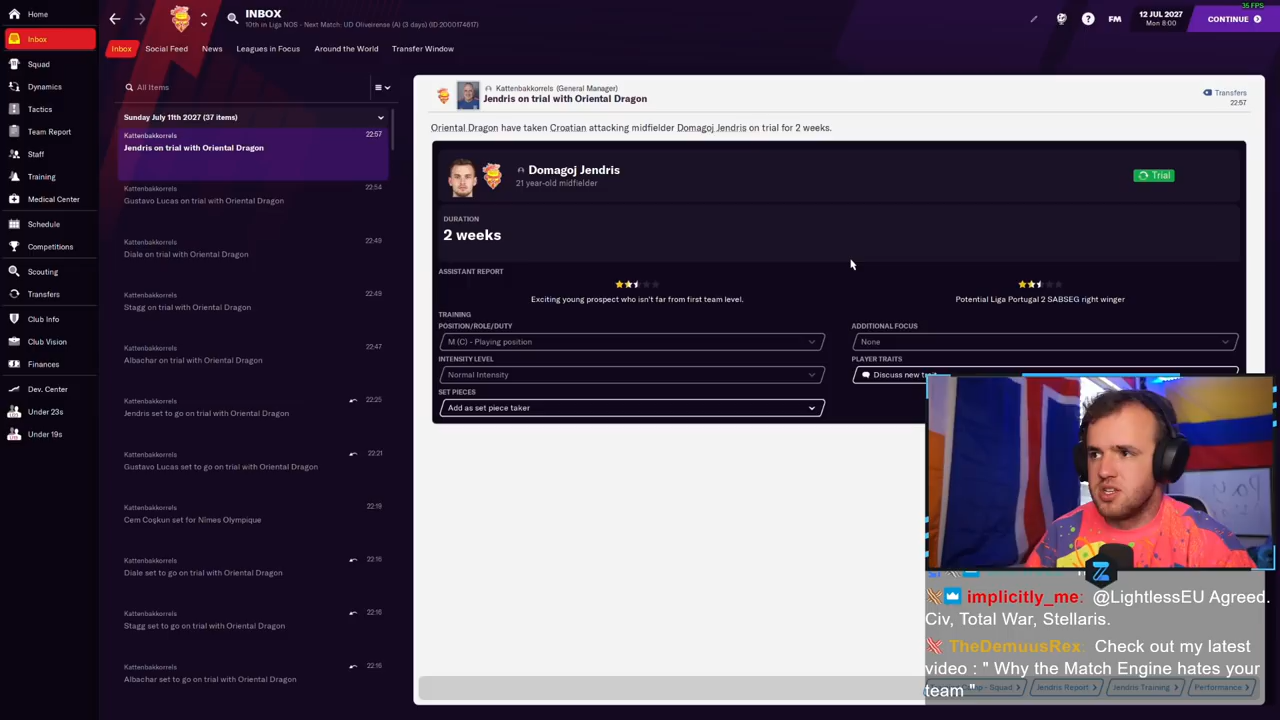 35 FPS
Home
Inbox
Squad
Dynamics
Tactics
Team Report
Staff
Training
Medical Center
Schedule
Competitions
Scouting
Transfers
Club Info
Club Vision
Finances
Dev. Center
Under 23s
Under 19s
INBOX
10th in Liga NOS - Next Match: UD Oliveirense (A) (3 days) (ID:2000174617)
FM
12 JUL 2027
Mon 8:00
CONTINUE
Inbox
Social Feed
News
Leagues in Focus
Around the World
Transfer Window
All Items
Sunday July 11th 2027 (37 items)
Kattenbakkorrels 22:57
Jendris on trial with Oriental Dragon
Kattenbakkorrels 22:54
Gustavo Lucas on trial with Oriental Dragon
Kattenbakkorrels 22:49
Diale on trial with Oriental Dragon
Kattenbakkorrels 22:49
Stagg on trial with Oriental Dragon
Kattenbakkorrels 22:47
Albachar on trial with Oriental Dragon
Kattenbakkorrels 22:25
Jendris set to go on trial with Oriental Dragon
Kattenbakkorrels 22:21
Gustavo Lucas set to go on trial with Oriental Dragon
Kattenbakkorrels 22:19
Cem Coşkun set for Nîmes Olympique
Kattenbakkorrels 22:16
Diale set to go on trial with Oriental Dragon
Kattenbakkorrels 22:16
Stagg set to go on trial with Oriental Dragon
Kattenbakkorrels 22:16
Albachar set to go on trial with Oriental Dragon
Kattenbakkorrels (General Manager)
Jendris on trial with Oriental Dragon
Transfers
22:57
Oriental Dragon have taken Croatian attacking midfielder Domagoj Jendris on trial for 2 weeks.
Domagoj Jendris
21 year-old midfielder
Trial
DURATION
2 weeks
ASSISTANT REPORT
Exciting young prospect who isn't far from first team level.
Potential Liga Portugal 2 SABSEG right winger
TRAINING
POSITION/ROLE/DUTY
M (C) - Playing position
ADDITIONAL FOCUS
None
INTENSITY LEVEL
Normal Intensity
PLAYER TRAITS
Discuss new trait
SET PIECES
Add as set piece taker
implicitly_me: @LightlessEU Agreed.
Civ, Total War, Stellaris.
TheDemuusRex: Check out my latest
video : " Why the Match Engine hates your
team "
Squad
Jendris Report
Jendris Training
Performance